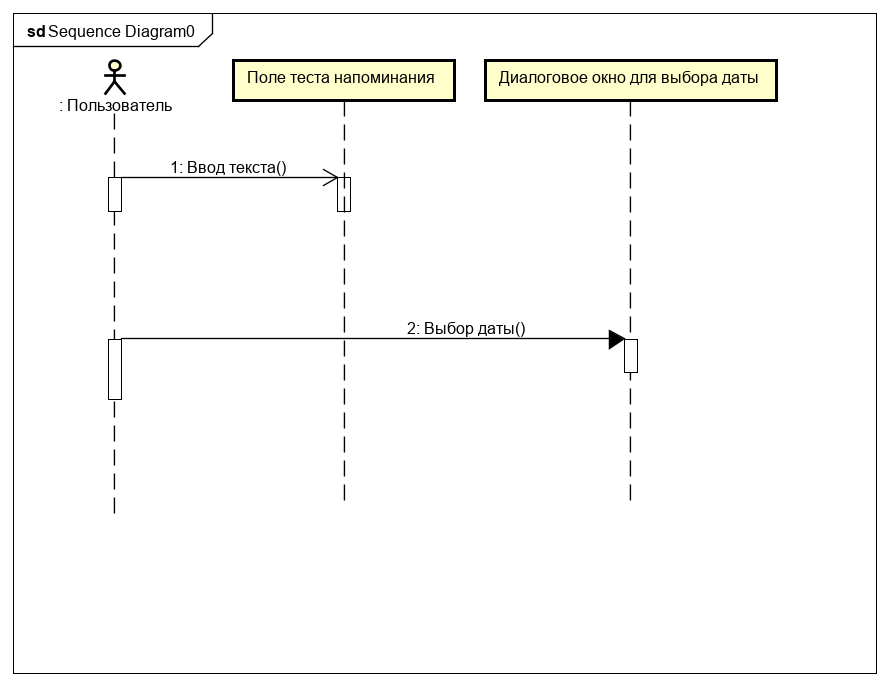 sd Sequence Diagram0
: Пользователь
Поле теста напоминания
Диалоговое окно для выбора даты
1: Ввод текста()
2: Выбор даты()